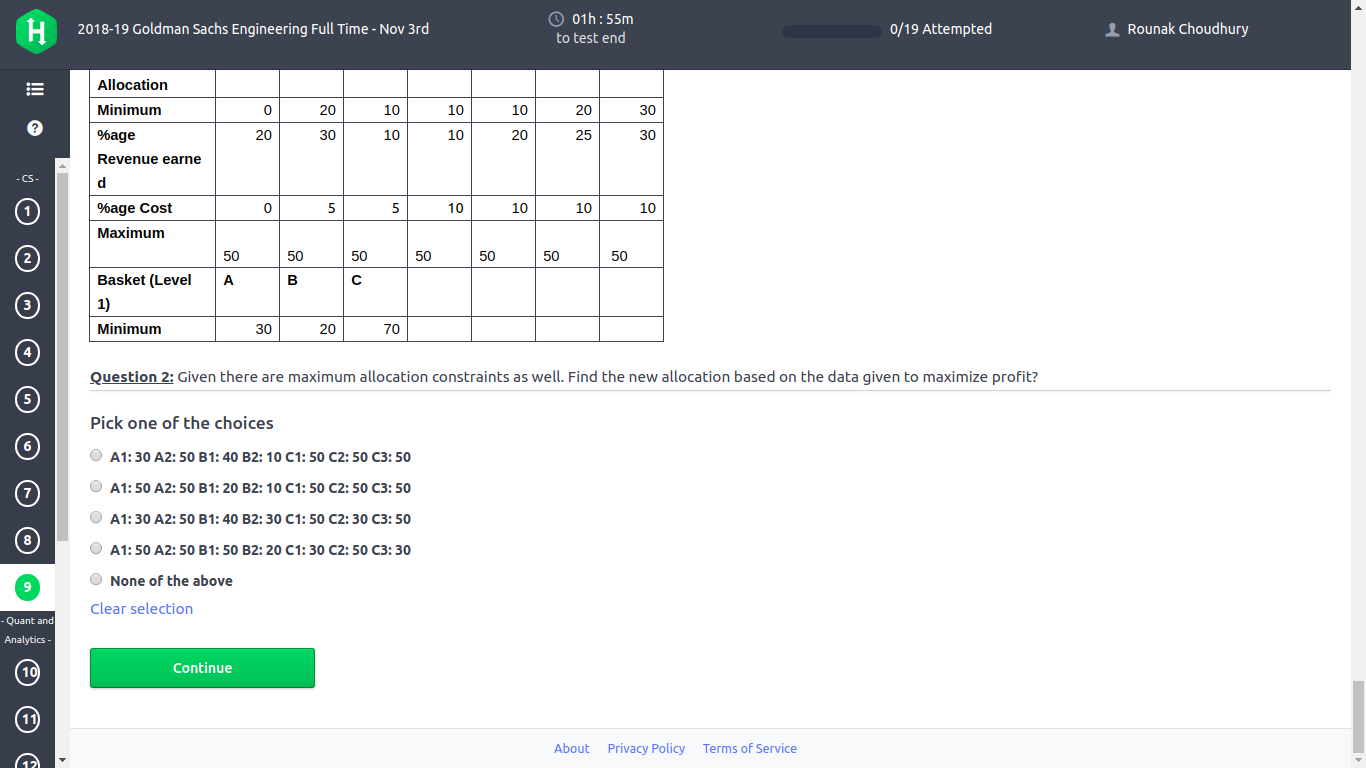 2018-19 Goldman Sachs Engineering Full Time - Nov 3rd
01h : 55m
to test end
0/19 Attempted
Rounak Choudhury
Allocation
Minimum 0 20 10 10 10 20 30
%age 20 30 10 10 20 25 30
Revenue earne
d
%age Cost 0 5 5 10 10 10 10
Maximum
50 50 50 50 50 50 50
Basket (Level A B C
1)
Minimum 30 20 70
Question 2: Given there are maximum allocation constraints as well. Find the new allocation based on the data given to maximize profit?
Pick one of the choices
A1: 30 A2: 50 B1: 40 B2: 10 C1: 50 C2: 50 C3: 50
A1: 50 A2: 50 B1: 20 B2: 10 C1: 50 C2: 50 C3: 50
A1: 30 A2: 50 B1: 40 B2: 30 C1: 50 C2: 30 C3: 50
A1: 50 A2: 50 B1: 50 B2: 20 C1: 30 C2: 50 C3: 30
None of the above
Clear selection
Continue
About Privacy Policy Terms of Service
H
?
- CS -
1
2
3
4
5
6
7
8
9
- Quant and
Analytics -
10
11
12